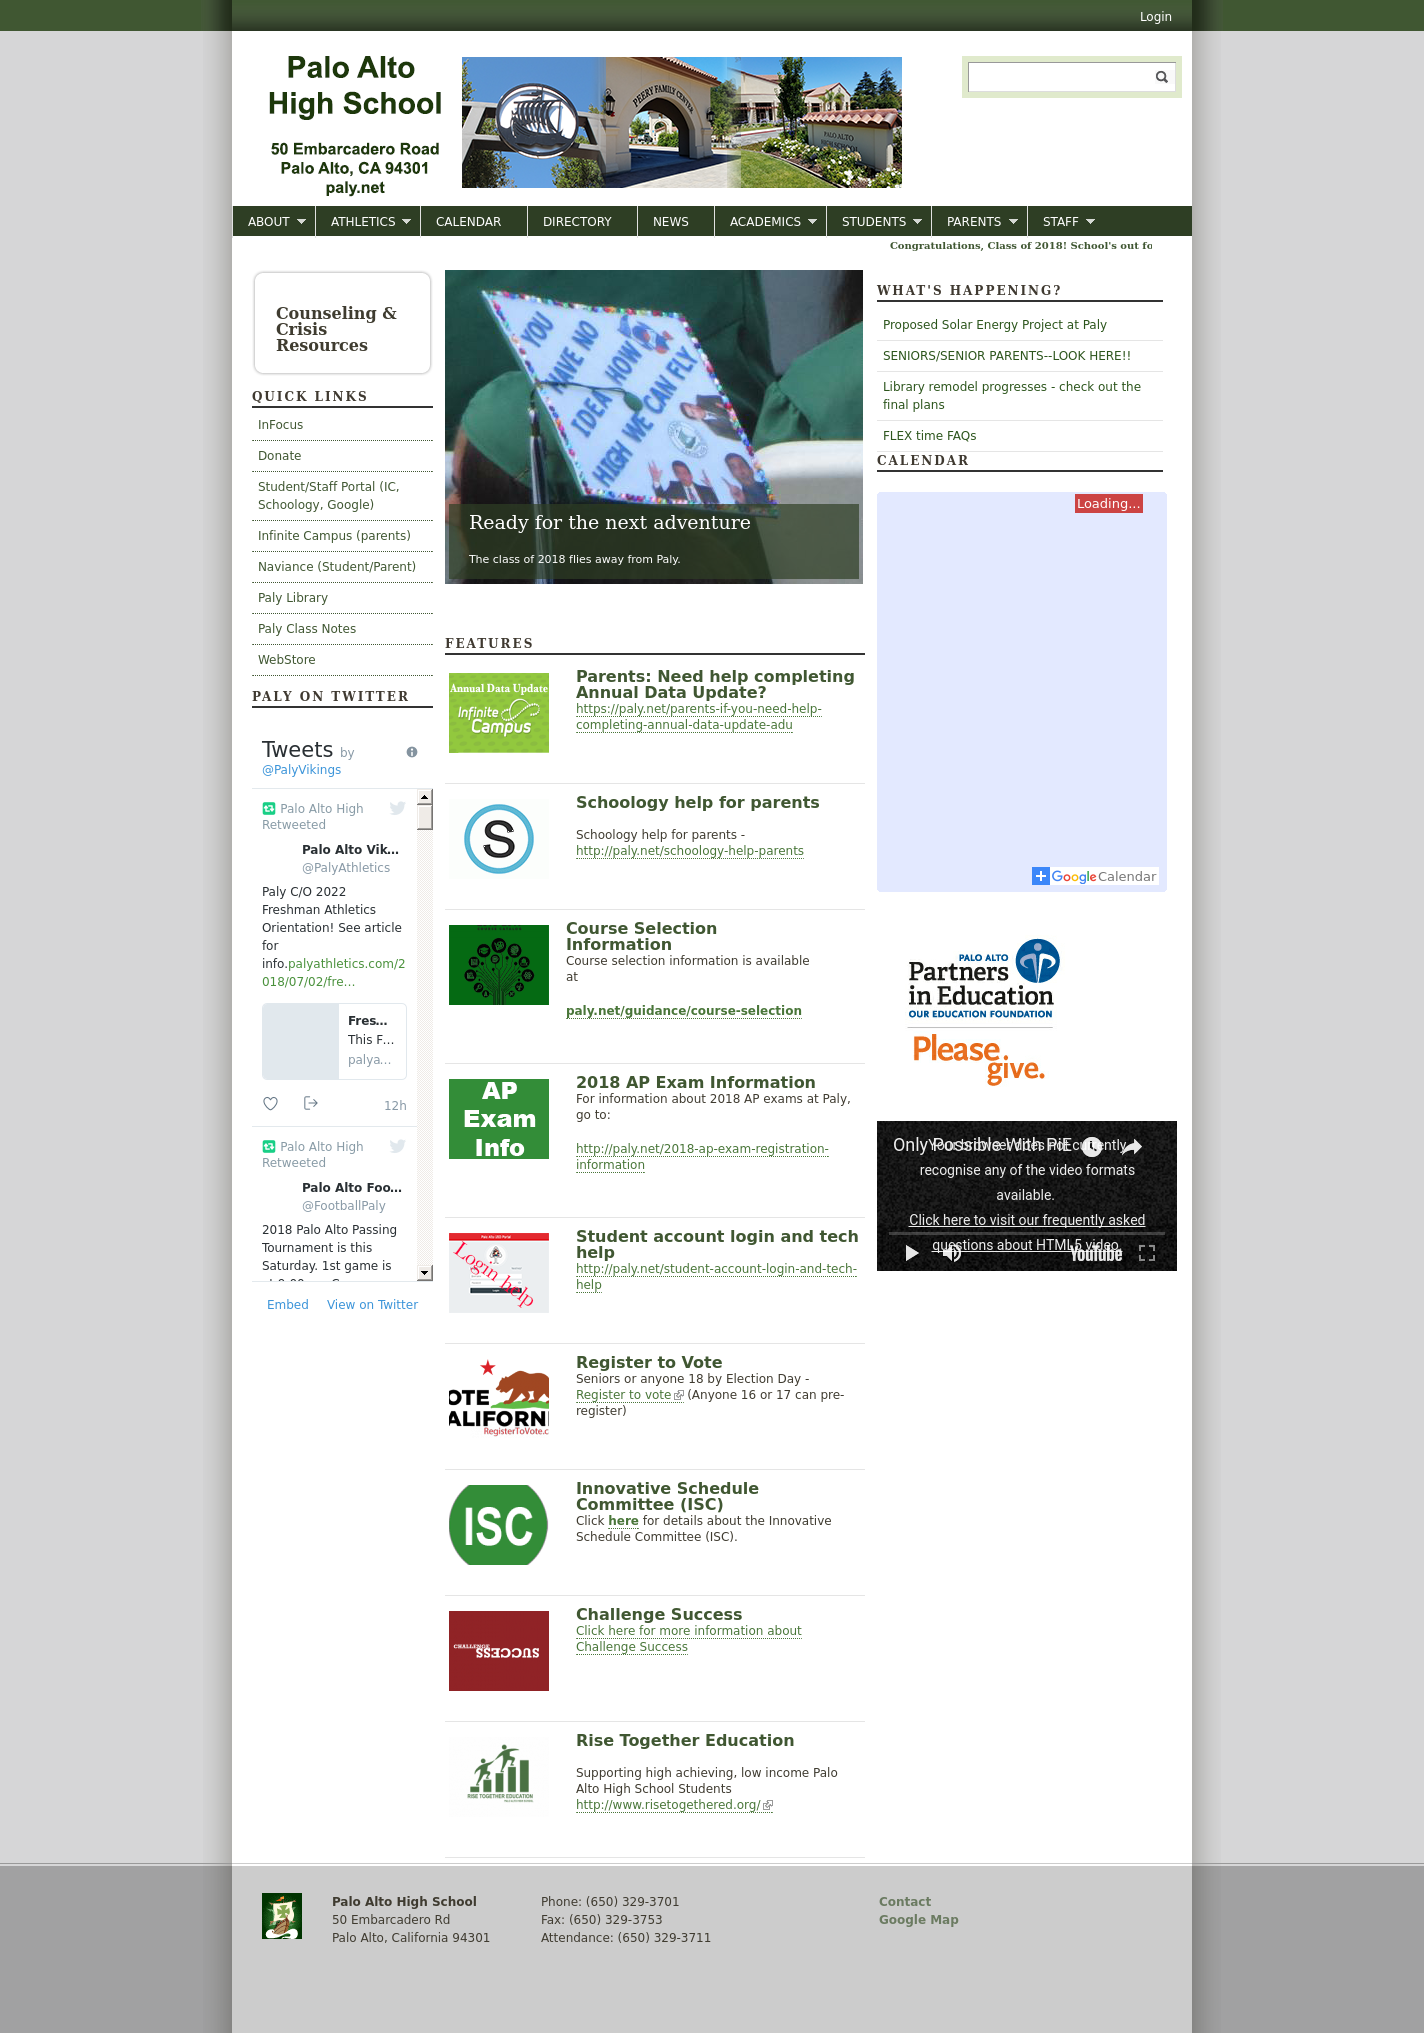 Login
Palo Alto
High School
50 Embarcadero Road
Palo Alto, CA 94301
paly.net
PEERY FAMILY CENTER
PALO ALTO
HIGH SCHOOL
ABOUT ATHLETICS CALENDAR DIRECTORY NEWS ACADEMICS STUDENTS PARENTS STAFF
Congratulations, Class of 2018! School's out fo
Counseling &
Crisis
Resources
QUICK LINKS
InFocus
Donate
Student/Staff Portal (IC,
Schoology, Google)
Infinite Campus (parents)
Naviance (Student/Parent)
Paly Library
Paly Class Notes
WebStore
PALY ON TWITTER
Tweets by
@PalyVikings
Palo Alto High
Retweeted
Palo Alto Vik...
@PalyAthletics
Paly C/O 2022
Freshman Athletics
Orientation! See article
for
info.palyathletics.com/2
018/07/02/fre…
Fres...
This F...
palya...
12h
Palo Alto High
Retweeted
Palo Alto Foo...
@FootballPaly
2018 Palo Alto Passing
Tournament is this
Saturday. 1st game is
Embed View on Twitter
YOU
HAVE NO
IDEA HOW
HIGH WE CAN FLY
Ready for the next adventure
The class of 2018 flies away from Paly.
FEATURES
Annual Data Update
Infinite
Campus
Parents: Need help completing
Annual Data Update?
https://paly.net/parents-if-you-need-help-
completing-annual-data-update-adu
S
Schoology help for parents
Schoology help for parents -
http://paly.net/schoology-help-parents
Course Selection
Information
Course selection information is available
at
paly.net/guidance/course-selection
AP
Exam
Info
2018 AP Exam Information
For information about 2018 AP exams at Paly,
go to:
http://paly.net/2018-ap-exam-registration-
information
Login help
Student account login and tech
help
http://paly.net/student-account-login-and-tech-
help
OTE
ALIFORN
RegisterToVote.c
Register to Vote
Seniors or anyone 18 by Election Day -
Register to vote (Anyone 16 or 17 can pre-
register)
ISC
Innovative Schedule
Committee (ISC)
Click here for details about the Innovative
Schedule Committee (ISC).
CHALLENGE
SUCCESS
Challenge Success
Click here for more information about
Challenge Success
RISE TOGETHER EDUCATION
Rise Together Education
Supporting high achieving, low income Palo
Alto High School Students
http://www.risetogethered.org/
WHAT'S HAPPENING?
Proposed Solar Energy Project at Paly
SENIORS/SENIOR PARENTS--LOOK HERE!!
Library remodel progresses - check out the
final plans
FLEX time FAQs
CALENDAR
Loading...
Google Calendar
PALO ALTO
Partners
in Education
OUR EDUCATION FOUNDATION
Please
give.
Only Possible With PiE
Your browser does not currently
recognise any of the video formats
available.
Click here to visit our frequently asked
questions about HTML5 video.
YouTube
Palo Alto High School
50 Embarcadero Rd
Palo Alto, California 94301
Phone: (650) 329-3701
Fax: (650) 329-3753
Attendance: (650) 329-3711
Contact
Google Map